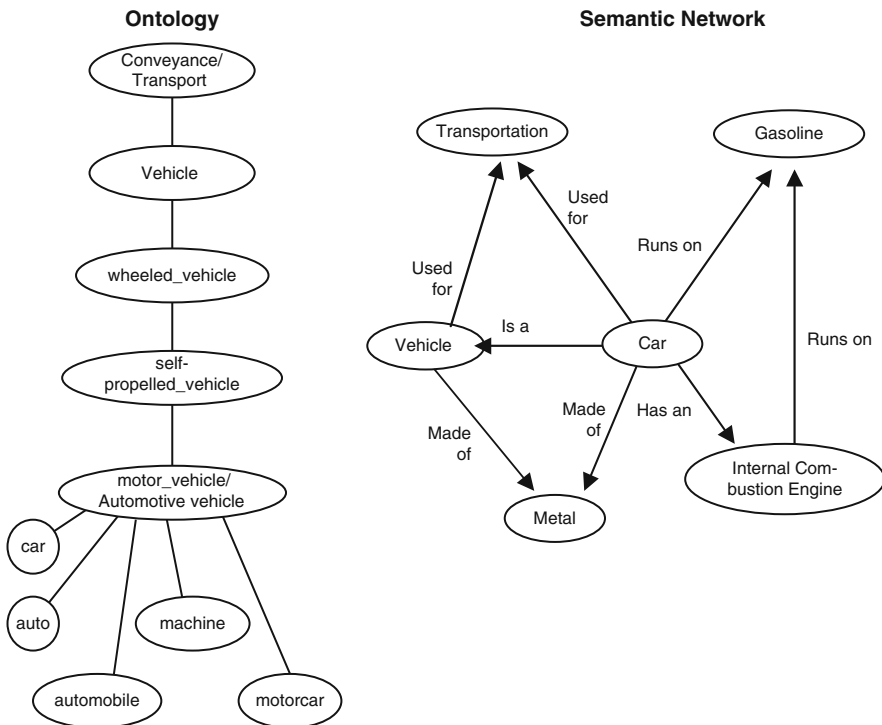 Ontology
Conveyance/
Transport
Vehicle
wheeled_vehicle
self-
propelled_vehicle
motor_vehicle/
Automotive vehicle
car
auto
machine
automobile
motorcar
Semantic Network
Transportation
Gasoline
Used
for
Runs on
Used
for
Is a
Vehicle
Car
Runs on
Made
of
Made
of
Has an
Internal Com-
bustion Engine
Metal